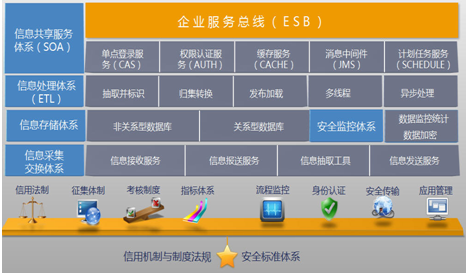 企业服务总线（ESB）
信息共享服务
体系（SOA）
单点登录服
务（CAS）
权限认证服
务（AUTH）
缓存服务
（CACHE）
消息中间件
（JMS）
计划任务服务
（SCHEDULE）
信息处理体系
（ETL）
抽取并标识
归集转换
发布加载
多线程
异步处理
信息存储体系
非关系型数据库
关系型数据库
安全监控体系
数据监控统计
数据加密
信息采集
交换体系
信息接收服务
信息报送服务
信息抽取工具
信息发送服务
信用法制
征集体制
考核制度
指标体系
流程监控
身份认证
安全传输
应用管理
信用机制与制度法规
安全标准体系